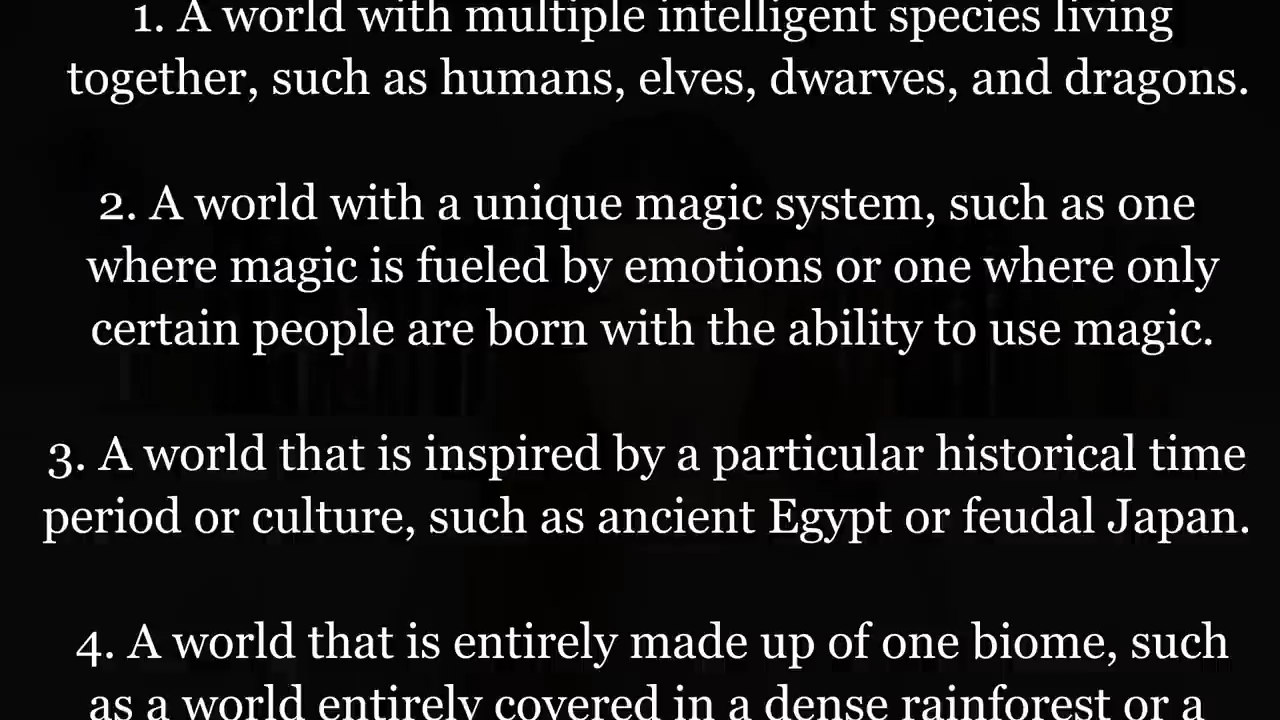 1. A world with multiple intelligent species living
together, such as humans, elves, dwarves, and dragons.
2. A world with a unique magic system, such as one
where magic is fueled by emotions or one where only
certain people are born with the ability to use magic.
3. A world that is inspired by a particular historical time
period or culture, such as ancient Egypt or feudal Japan.
4. A world that is entirely made up of one biome, such
as a world entirely covered in a dense rainforest or a